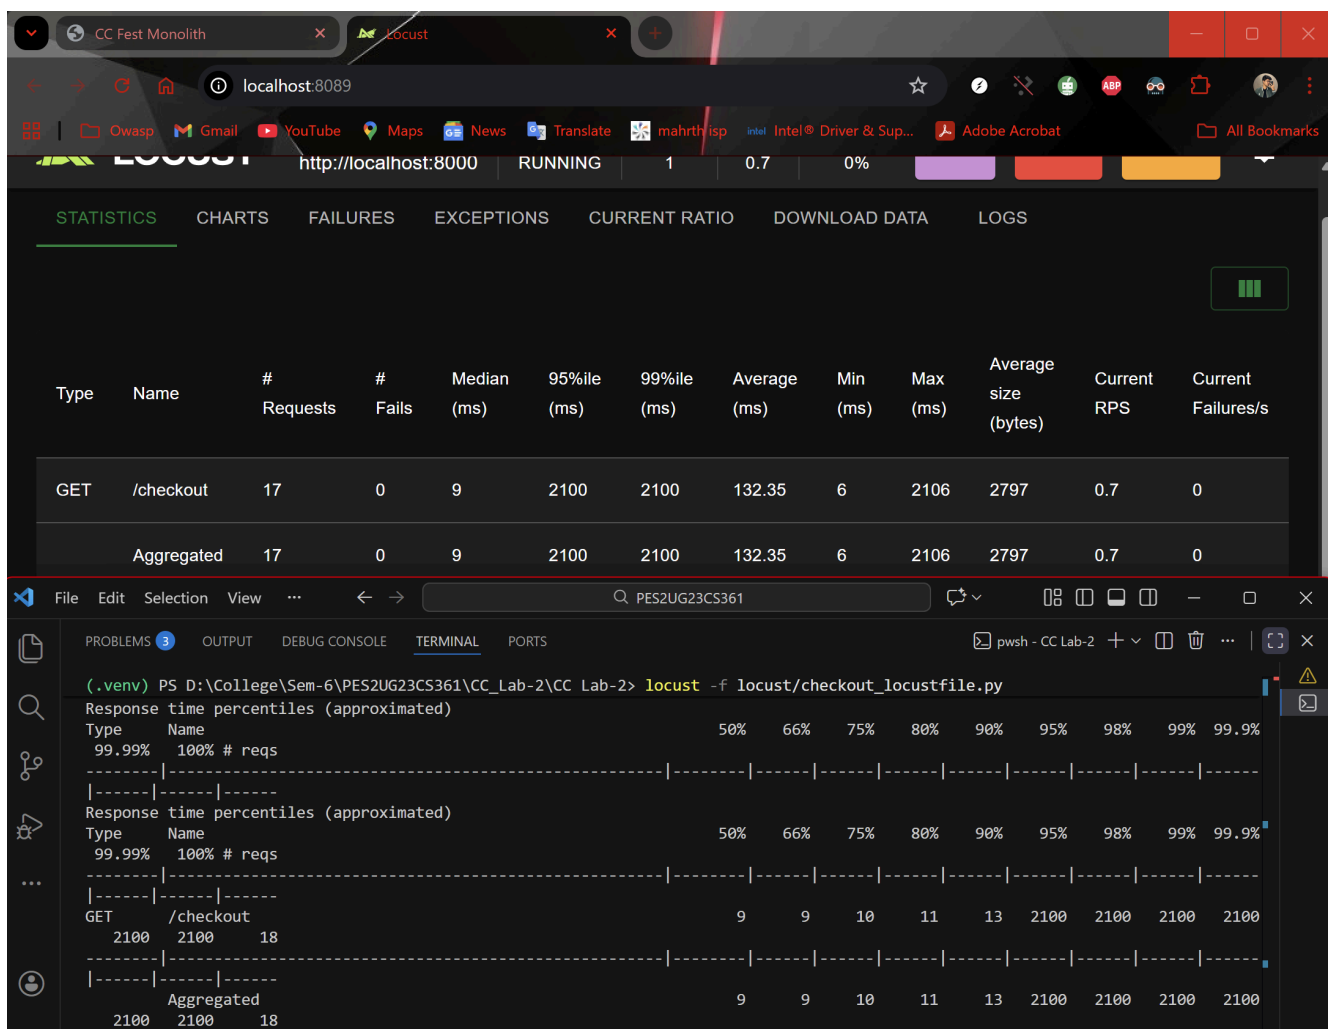 CC Fest Monolith
Locust
localhost:8089
ABP
Owasp Gmail YouTube Maps News Translate mahrth isp intel Intel® Driver & Sup... Adobe Acrobat All Bookmarks
LOCUST http://localhost:8000 RUNNING 1 0.7 0%
STATISTICS CHARTS FAILURES EXCEPTIONS CURRENT RATIO DOWNLOAD DATA LOGS
Type Name # Requests # Fails Median (ms) 95%ile (ms) 99%ile (ms) Average (ms) Min (ms) Max (ms) Average size (bytes) Current RPS Current Failures/s
GET /checkout 17 0 9 2100 2100 132.35 6 2106 2797 0.7 0
Aggregated 17 0 9 2100 2100 132.35 6 2106 2797 0.7 0
File Edit Selection View ··· PES2UG23CS361
PROBLEMS 3 OUTPUT DEBUG CONSOLE TERMINAL PORTS pwsh - CC Lab-2
(.venv) PS D:\College\Sem-6\PES2UG23CS361\CC_Lab-2\CC Lab-2> locust -f locust/checkout_locustfile.py
Response time percentiles (approximated)
Type Name 50% 66% 75% 80% 90% 95% 98% 99% 99.9%
99.99% 100% # reqs
--------|--------------------------------------------------------------|--------|------|------|------|------|------|------|------|------
|------|------|------
Response time percentiles (approximated)
Type Name 50% 66% 75% 80% 90% 95% 98% 99% 99.9%
99.99% 100% # reqs
--------|--------------------------------------------------------------|--------|------|------|------|------|------|------|------|------
|------|------|------
GET /checkout 9 9 10 11 13 2100 2100 2100 2100
2100 2100 18
--------|--------------------------------------------------------------|--------|------|------|------|------|------|------|------|------
|------|------|------
Aggregated 9 9 10 11 13 2100 2100 2100 2100
2100 2100 18